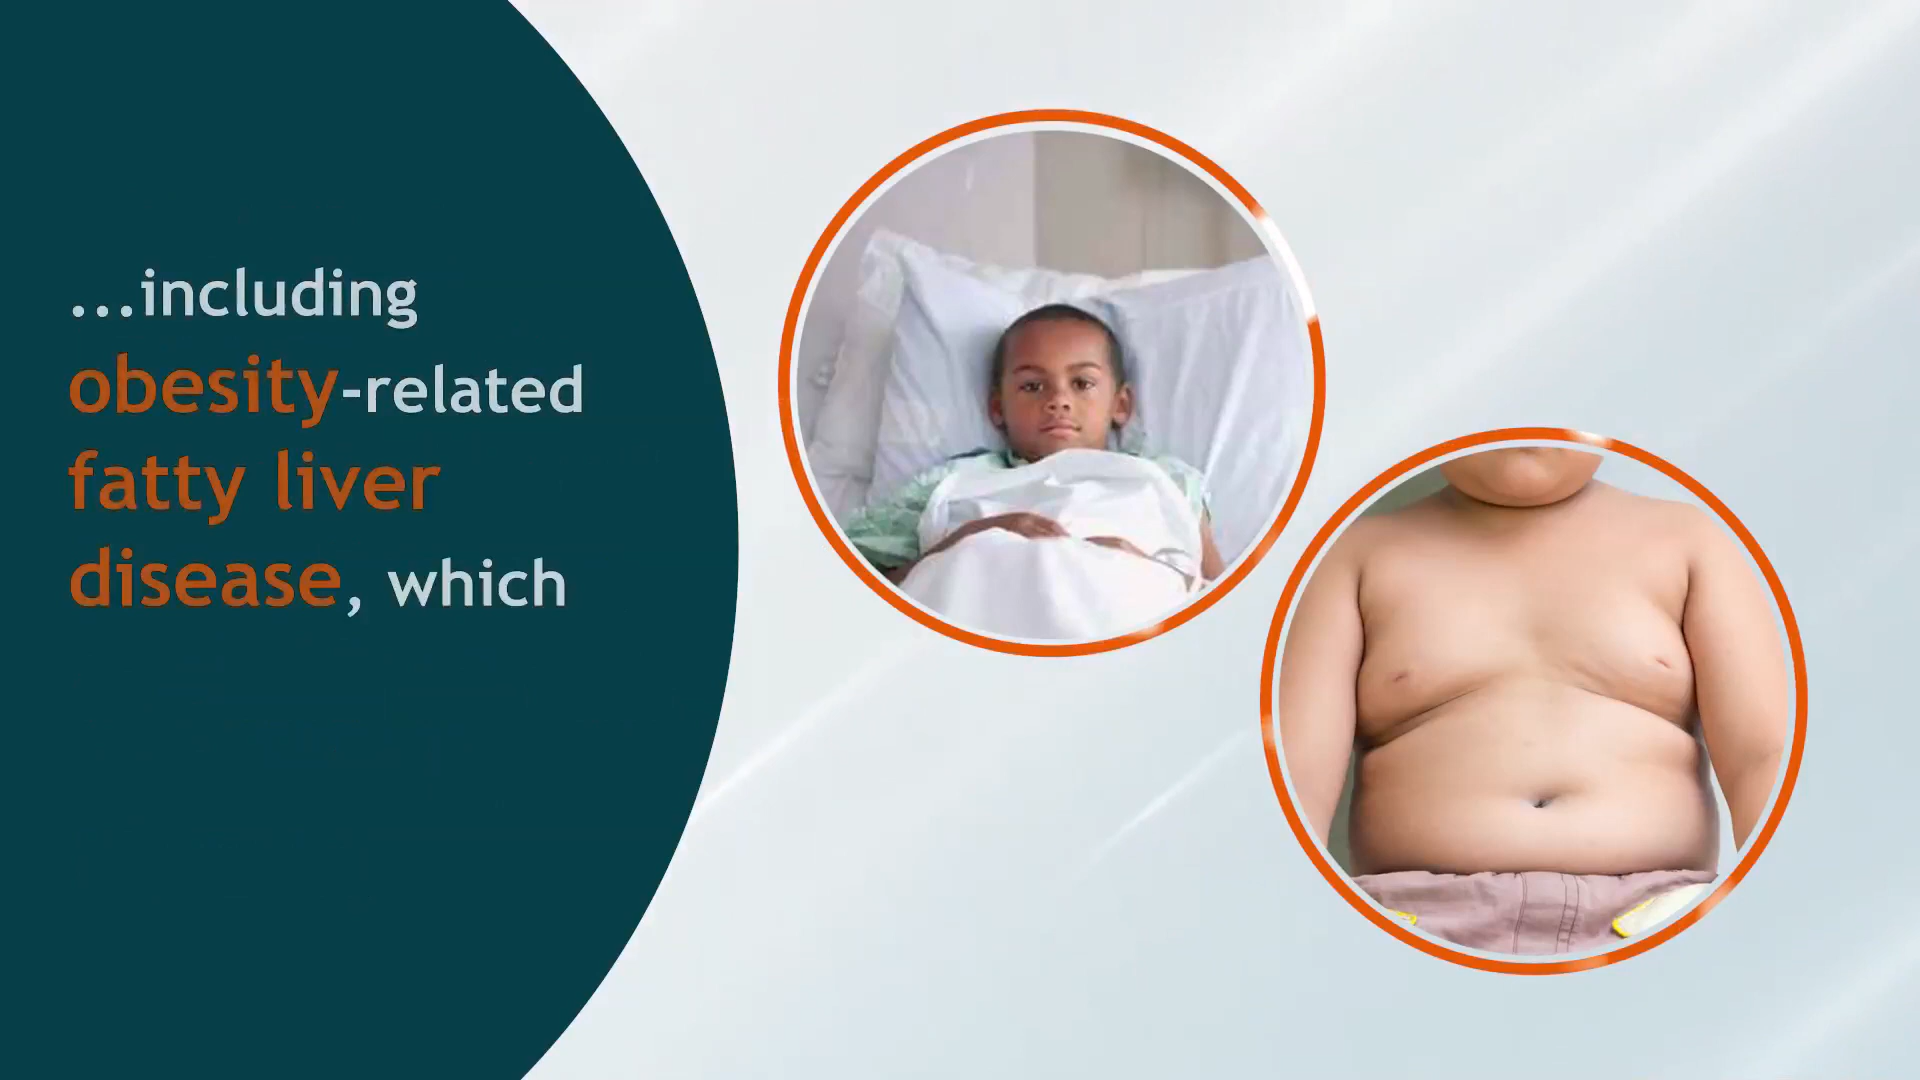 ...including
obesity-related
fatty liver
disease, which